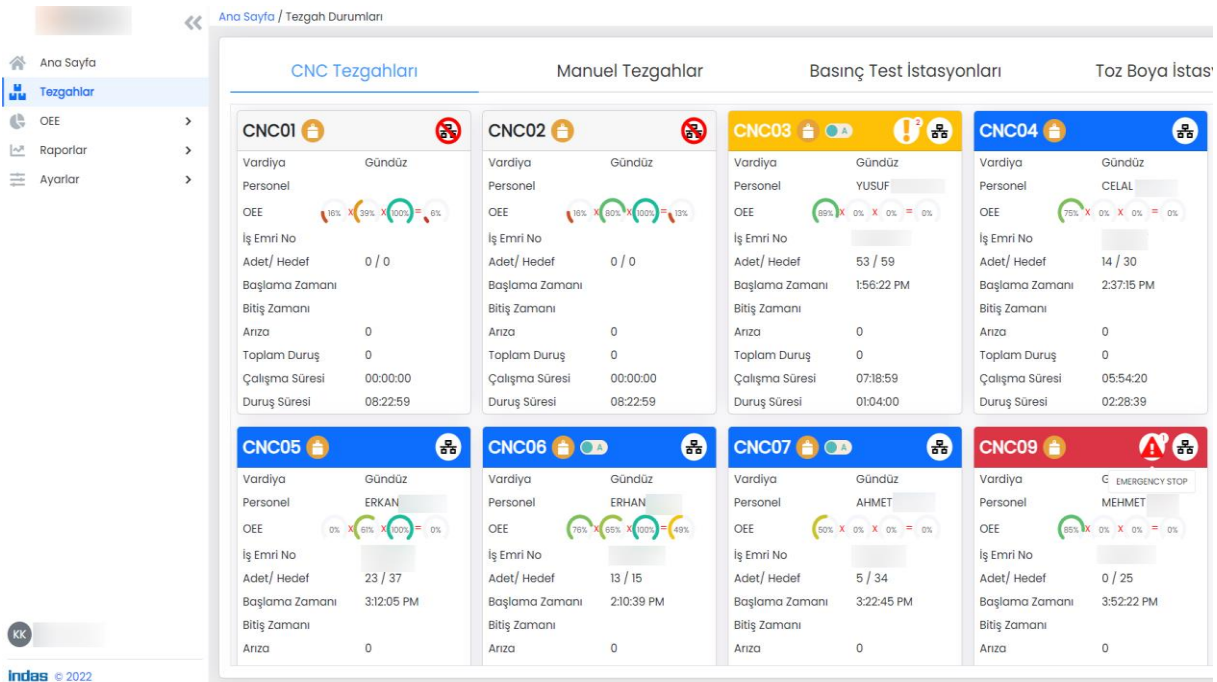 Ana Sayfa / Tezgah Durumları
Ana Sayfa
Tezgahlar
OEE
Raporlar
Ayarlar
KK
indas © 2022
CNC Tezgahları Manuel Tezgahlar Basınç Test İstasyonları Toz Boya İstas
CNC01
Vardiya Gündüz
Personel
OEE 16% X 39% X 100% = 6%
İş Emri No
Adet/ Hedef 0 / 0
Başlama Zamanı
Bitiş Zamanı
Arıza 0
Toplam Duruş 0
Çalışma Süresi 00:00:00
Duruş Süresi 08:22:59
CNC02
Vardiya Gündüz
Personel
OEE 16% X 80% X 100% = 13%
İş Emri No
Adet/ Hedef 0 / 0
Başlama Zamanı
Bitiş Zamanı
Arıza 0
Toplam Duruş 0
Çalışma Süresi 00:00:00
Duruş Süresi 08:22:59
CNC03 A 2
Vardiya Gündüz
Personel YUSUF
OEE 89% X 0% X 0% = 0%
İş Emri No
Adet/ Hedef 53 / 59
Başlama Zamanı 1:56:22 PM
Bitiş Zamanı
Arıza 0
Toplam Duruş 0
Çalışma Süresi 07:18:59
Duruş Süresi 01:04:00
CNC04
Vardiya Gündüz
Personel CELAL
OEE 75% X 0% X 0% = 0%
İş Emri No
Adet/ Hedef 14 / 30
Başlama Zamanı 2:37:15 PM
Bitiş Zamanı
Arıza 0
Toplam Duruş 0
Çalışma Süresi 05:54:20
Duruş Süresi 02:28:39
CNC05
Vardiya Gündüz
Personel ERKAN
OEE 0% X 61% X 100% = 0%
İş Emri No
Adet/ Hedef 23 / 37
Başlama Zamanı 3:12:05 PM
Bitiş Zamanı
Arıza 0
CNC06 A
Vardiya Gündüz
Personel ERHAN
OEE 76% X 65% X 100% = 49%
İş Emri No
Adet/ Hedef 13 / 15
Başlama Zamanı 2:10:39 PM
Bitiş Zamanı
Arıza 0
CNC07 A
Vardiya Gündüz
Personel AHMET
OEE 50% X 0% X 0% = 0%
İş Emri No
Adet/ Hedef 5 / 34
Başlama Zamanı 3:22:45 PM
Bitiş Zamanı
Arıza 0
CNC09 1
Vardiya G EMERGENCY STOP
Personel MEHMET
OEE 85% X 0% X 0% = 0%
İş Emri No
Adet/ Hedef 0 / 25
Başlama Zamanı 3:52:22 PM
Bitiş Zamanı
Arıza 0